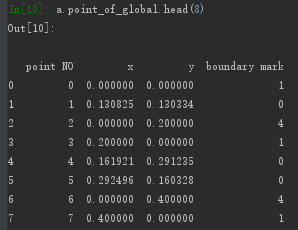 In[10]: a.point_of_global.head(8)
Out[10]:
point NO x y boundary mark
0 0 0.000000 0.000000 1
1 1 0.130825 0.130334 0
2 2 0.000000 0.200000 4
3 3 0.200000 0.000000 1
4 4 0.161921 0.291235 0
5 5 0.292496 0.160328 0
6 6 0.000000 0.400000 4
7 7 0.400000 0.000000 1